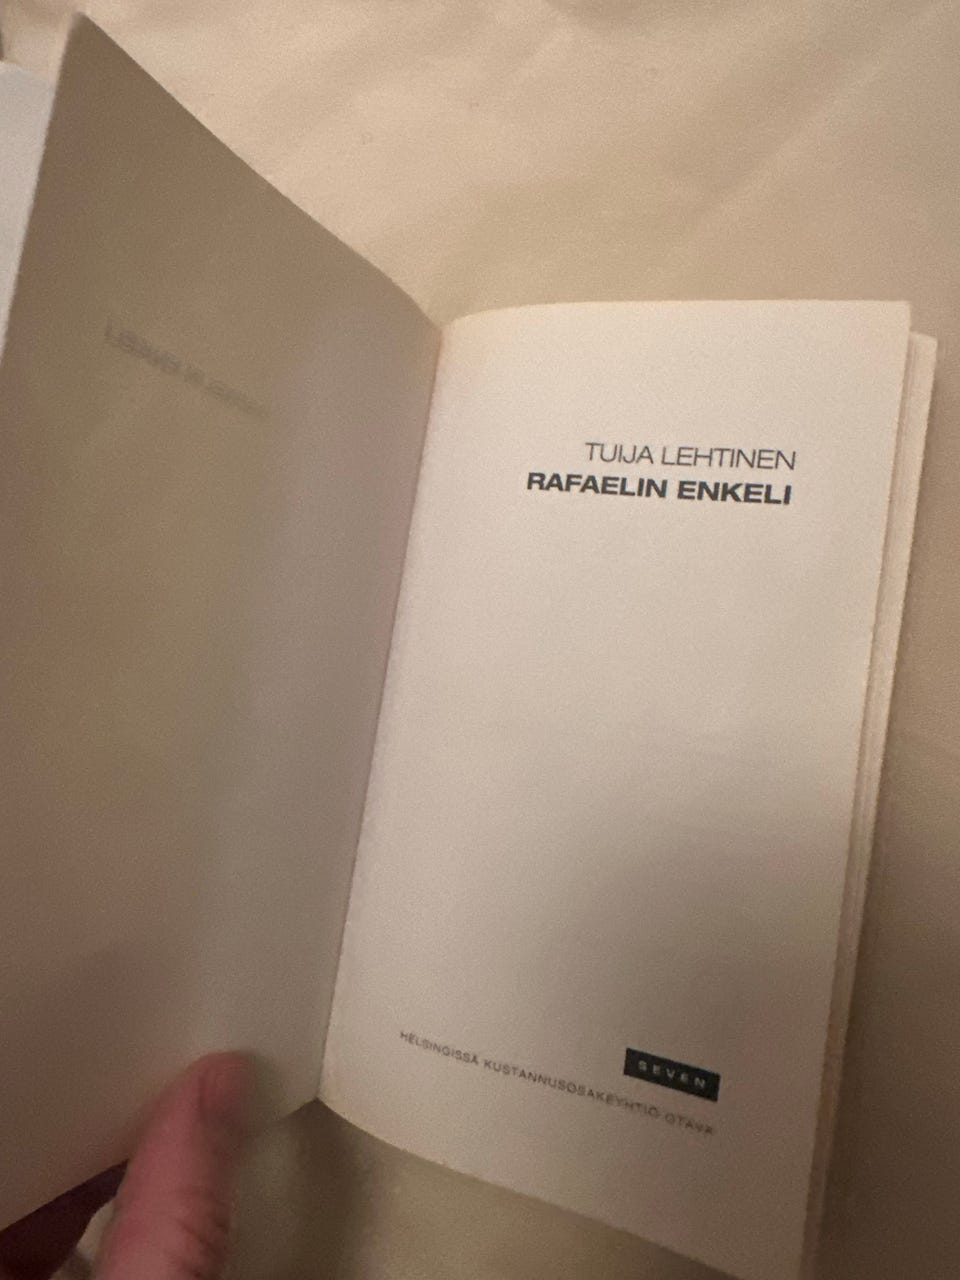 TUIJA LEHTINEN
RAFAELIN ENKELI
SEVEN
HELSINGISSÄ KUSTANNUSOSAKEYHTIÖ OTAVA